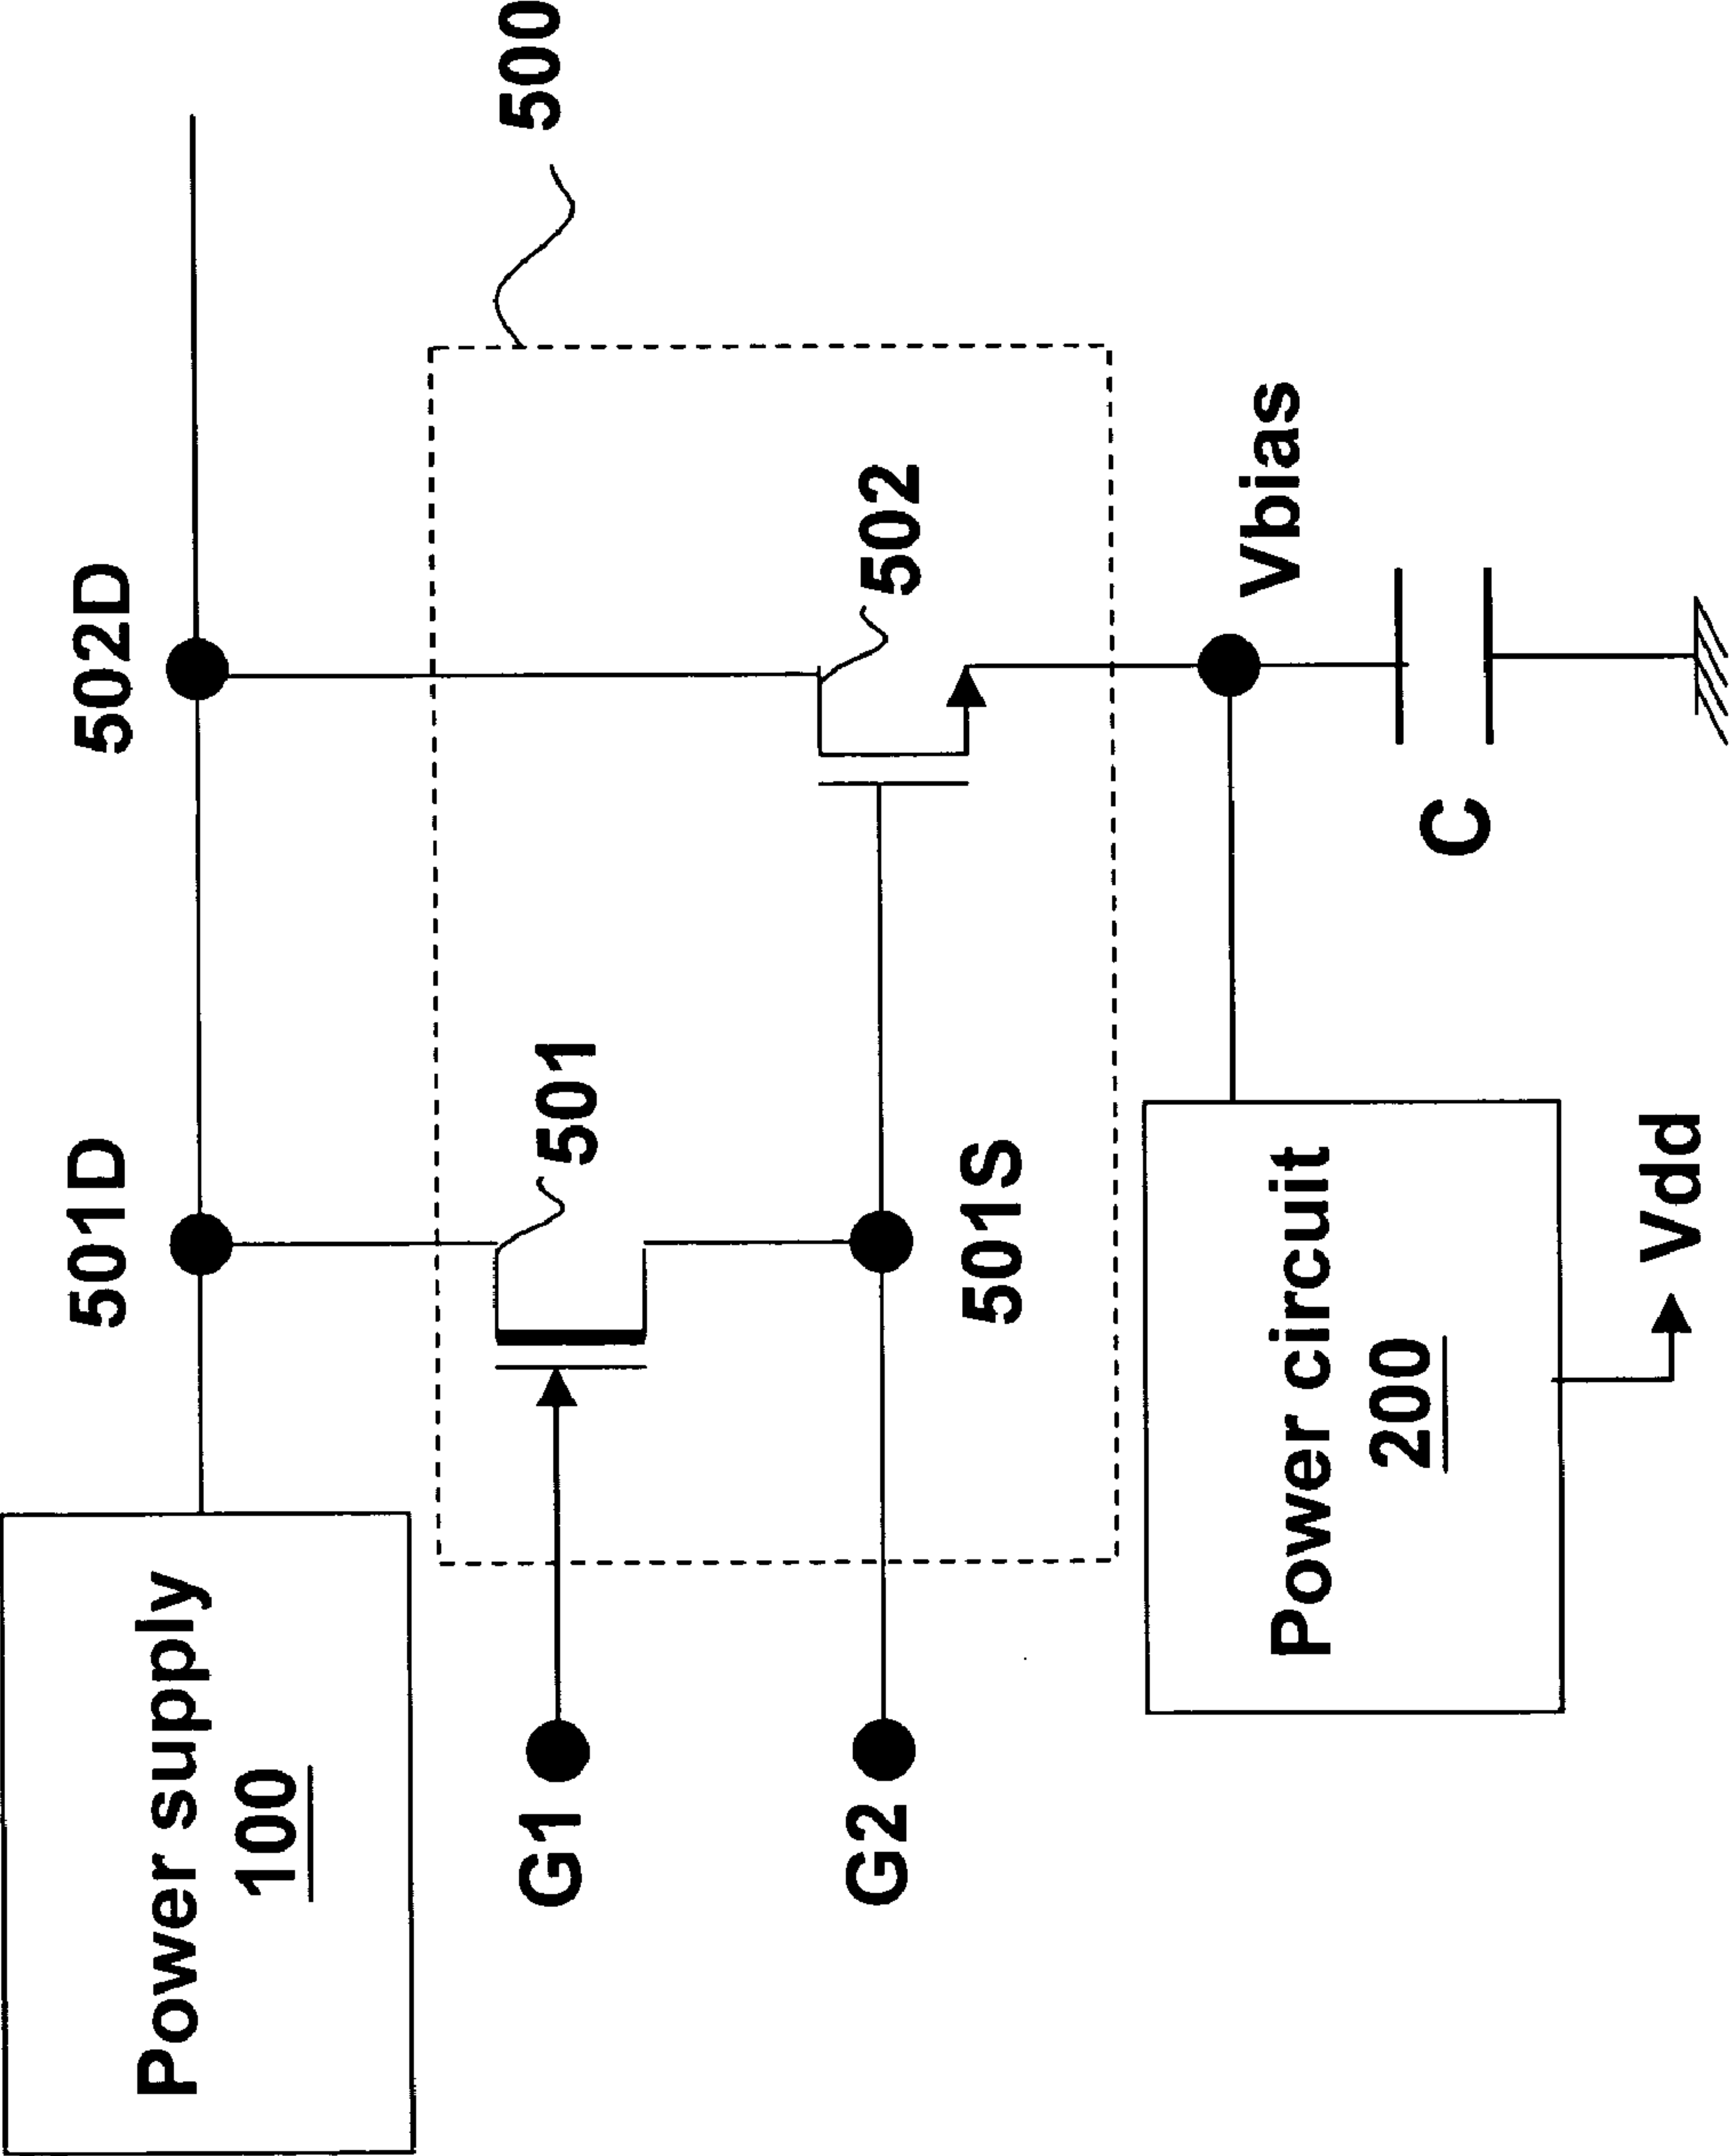 Power supply
100
501D
502D
500
G1
501
502
G2
501S
Vbias
Power circuit
200
C
Vdd